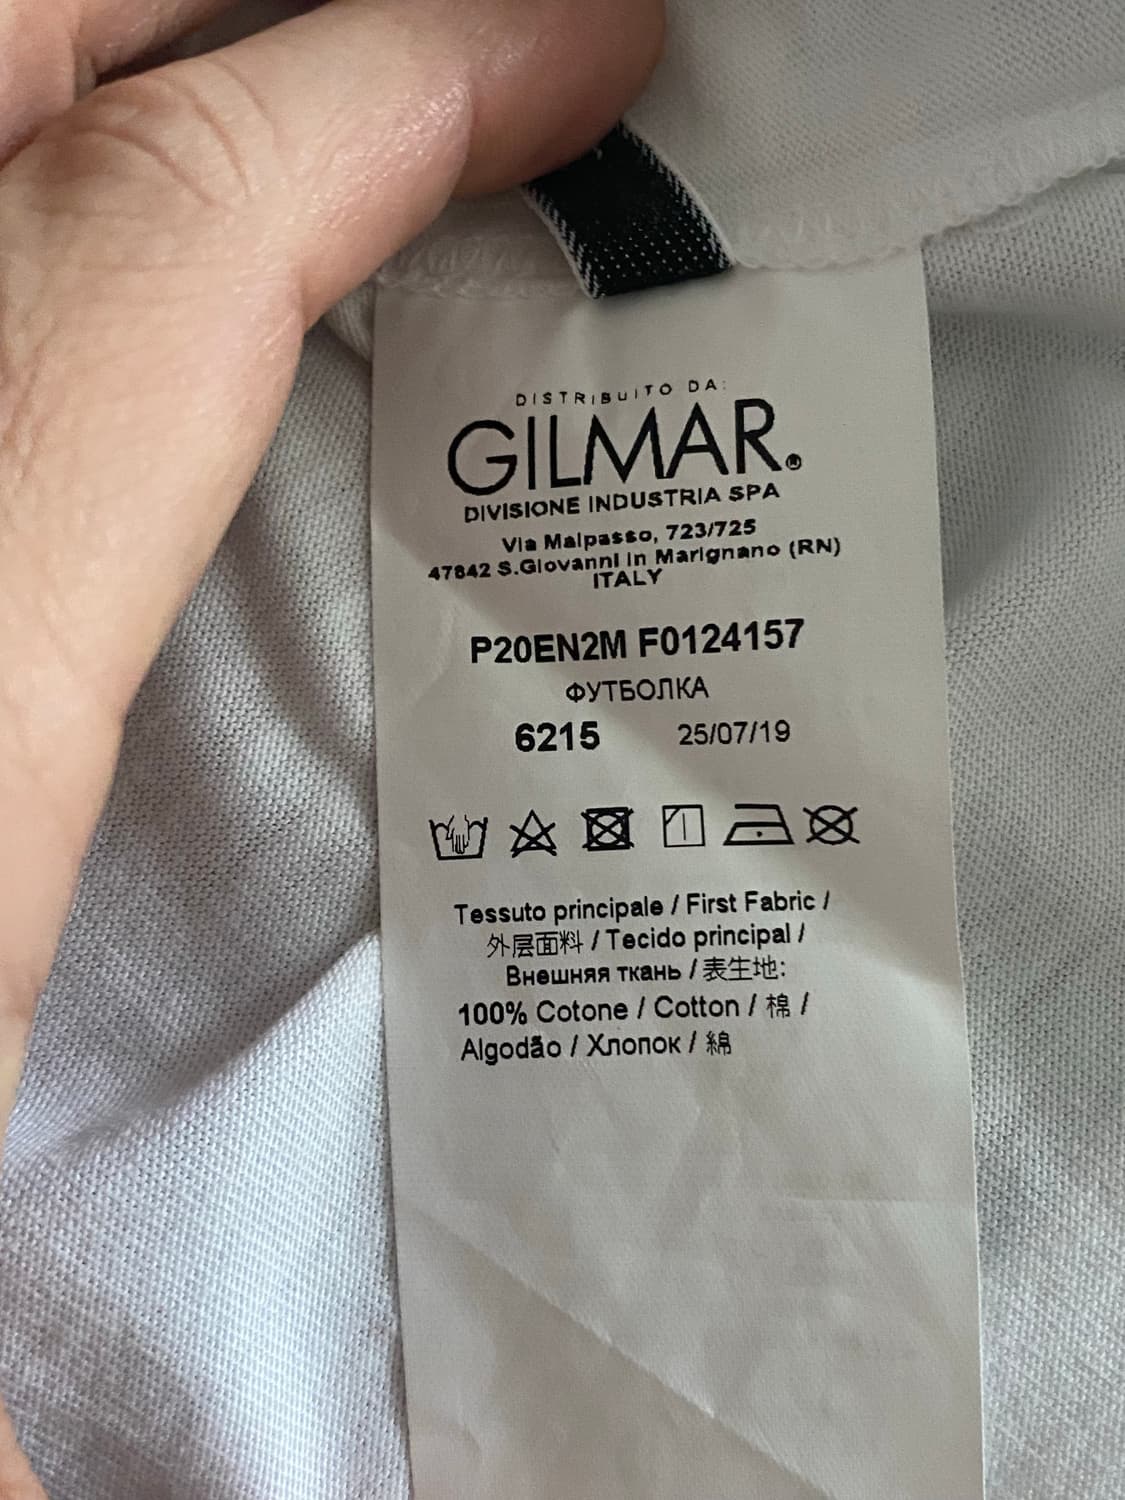 DISTRIBUITO DA:
GILMAR®
DIVISIONE INDUSTRIA SPA
Via Malpasso, 723/725
47842 S.Giovanni in Marignano (RN)
ITALY
P20EN2M F0124157
ФУТБОЛКА
6215 25/07/19
Tessuto principale / First Fabric /
外层面料 / Tecido principal /
Внешняя ткань / 表生地:
100% Cotone / Cotton / 棉 /
Algodão / Хлопок / 綿